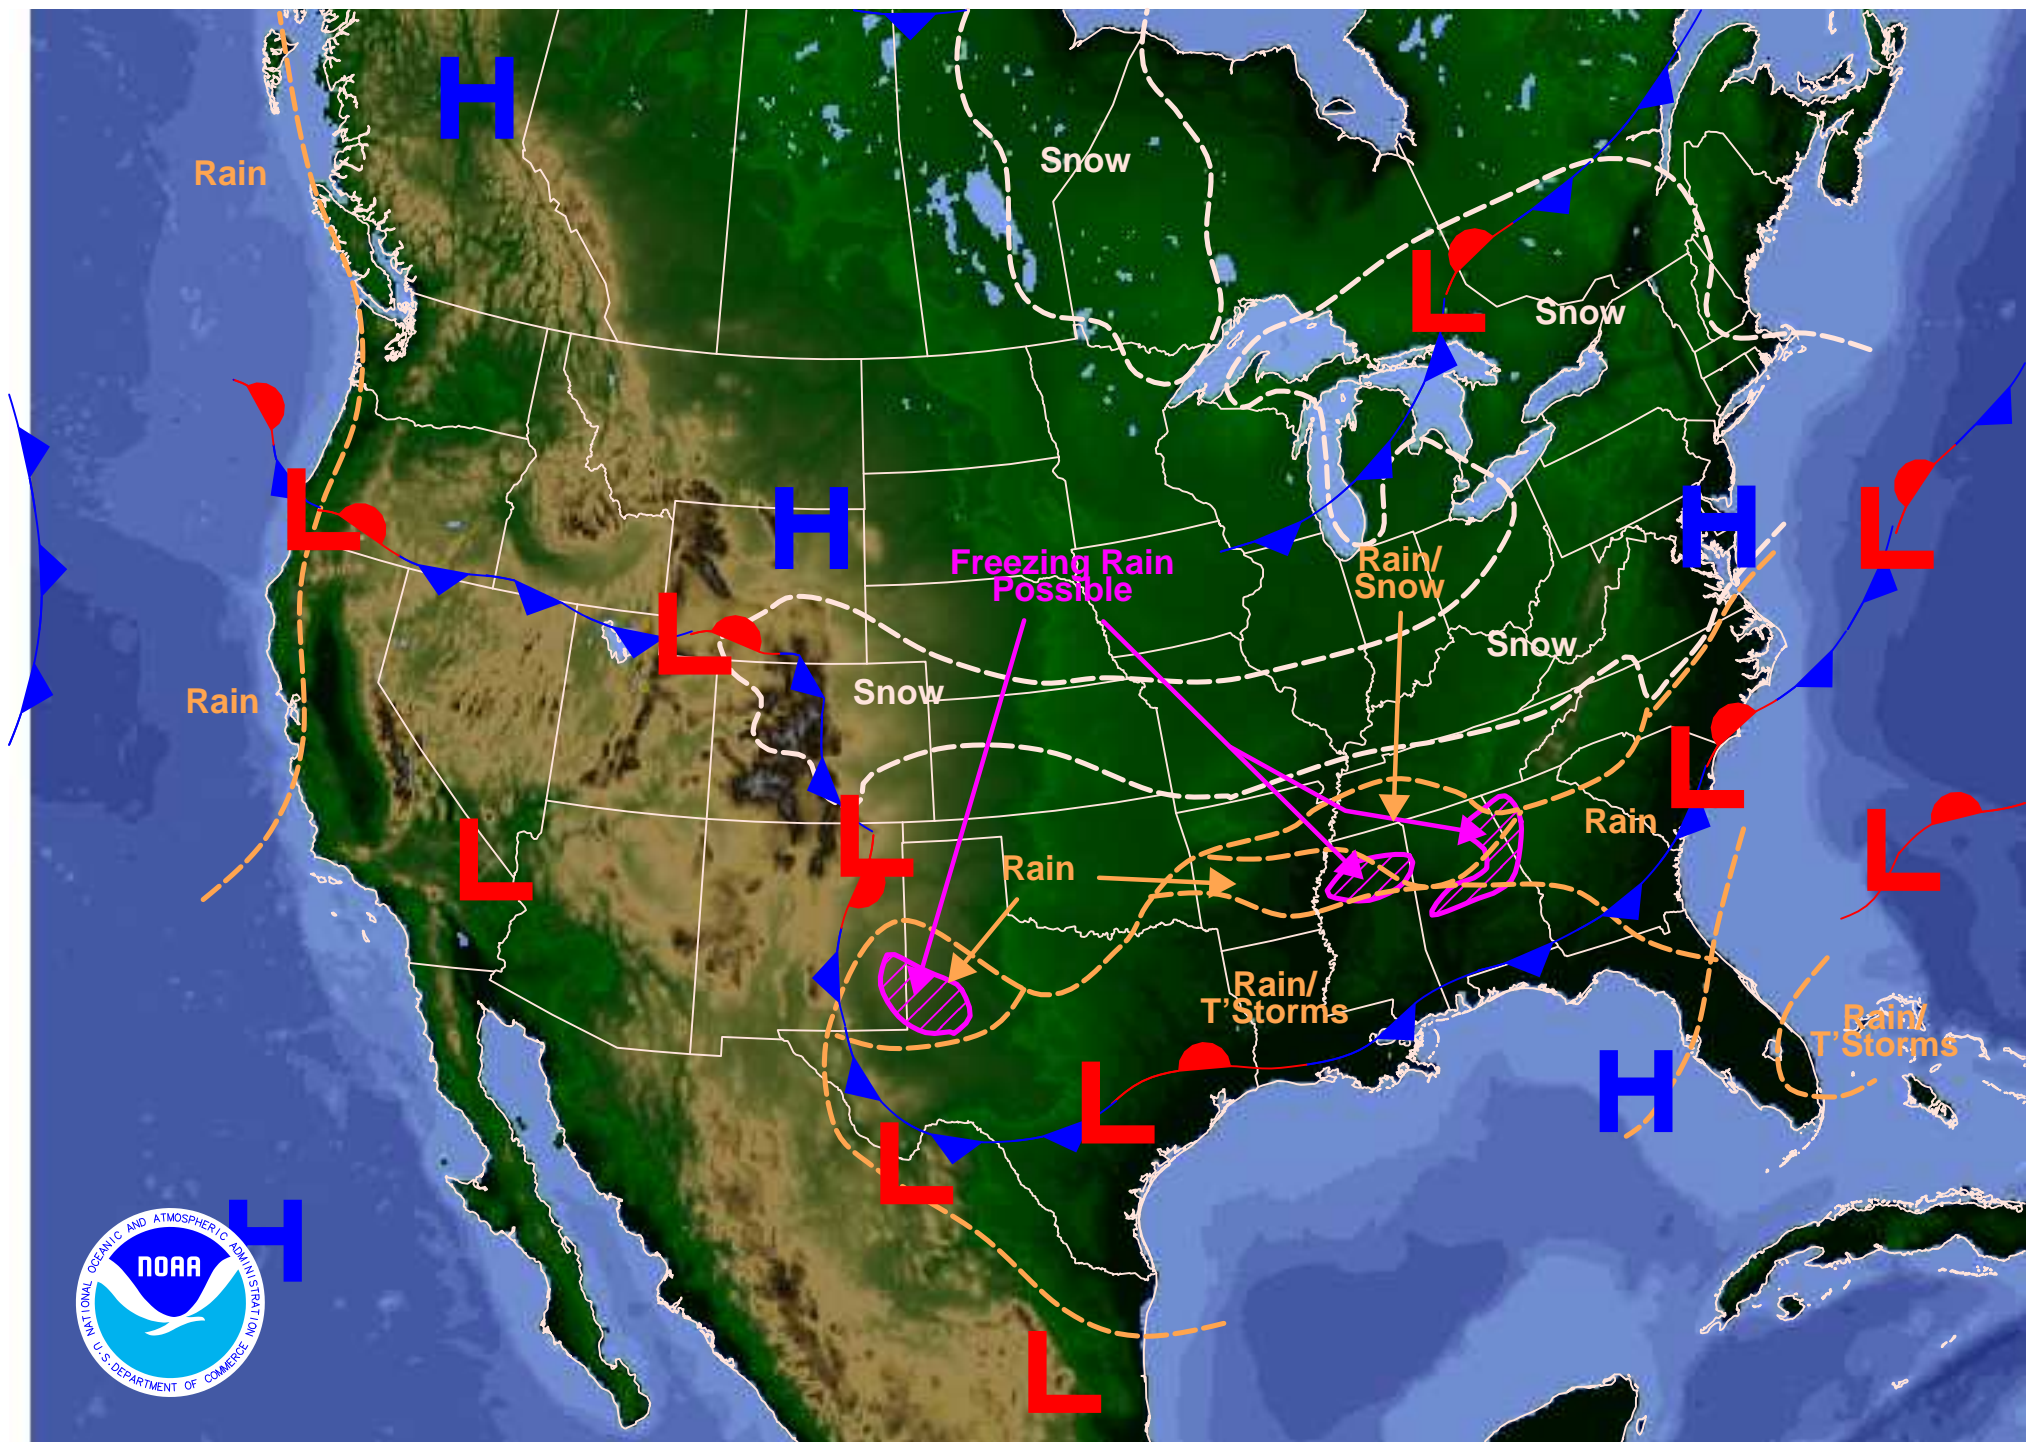 H
Snow
Rain
L
Snow
H
H
L
L
Freezing Rain
Possible
Rain/
Snow
L
Snow
Snow
Rain
L
L
Rain
L
L
Rain
L
Rain/
T'Storms
Rain/
T'Storms
H
L
L
H
L
NOAA
NATIONAL OCEANIC AND ATMOSPHERIC ADMINISTRATION
U.S. DEPARTMENT OF COMMERCE